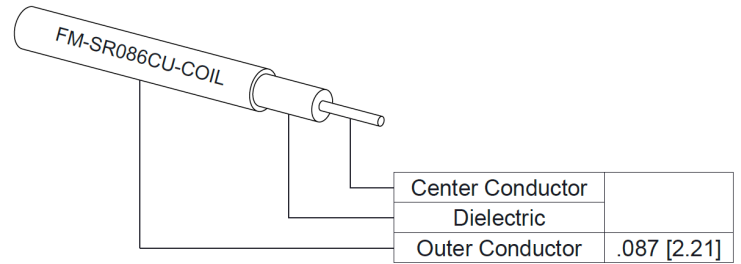 FM-SR086CU-COIL
Center Conductor
Dielectric
Outer Conductor .087 [2.21]